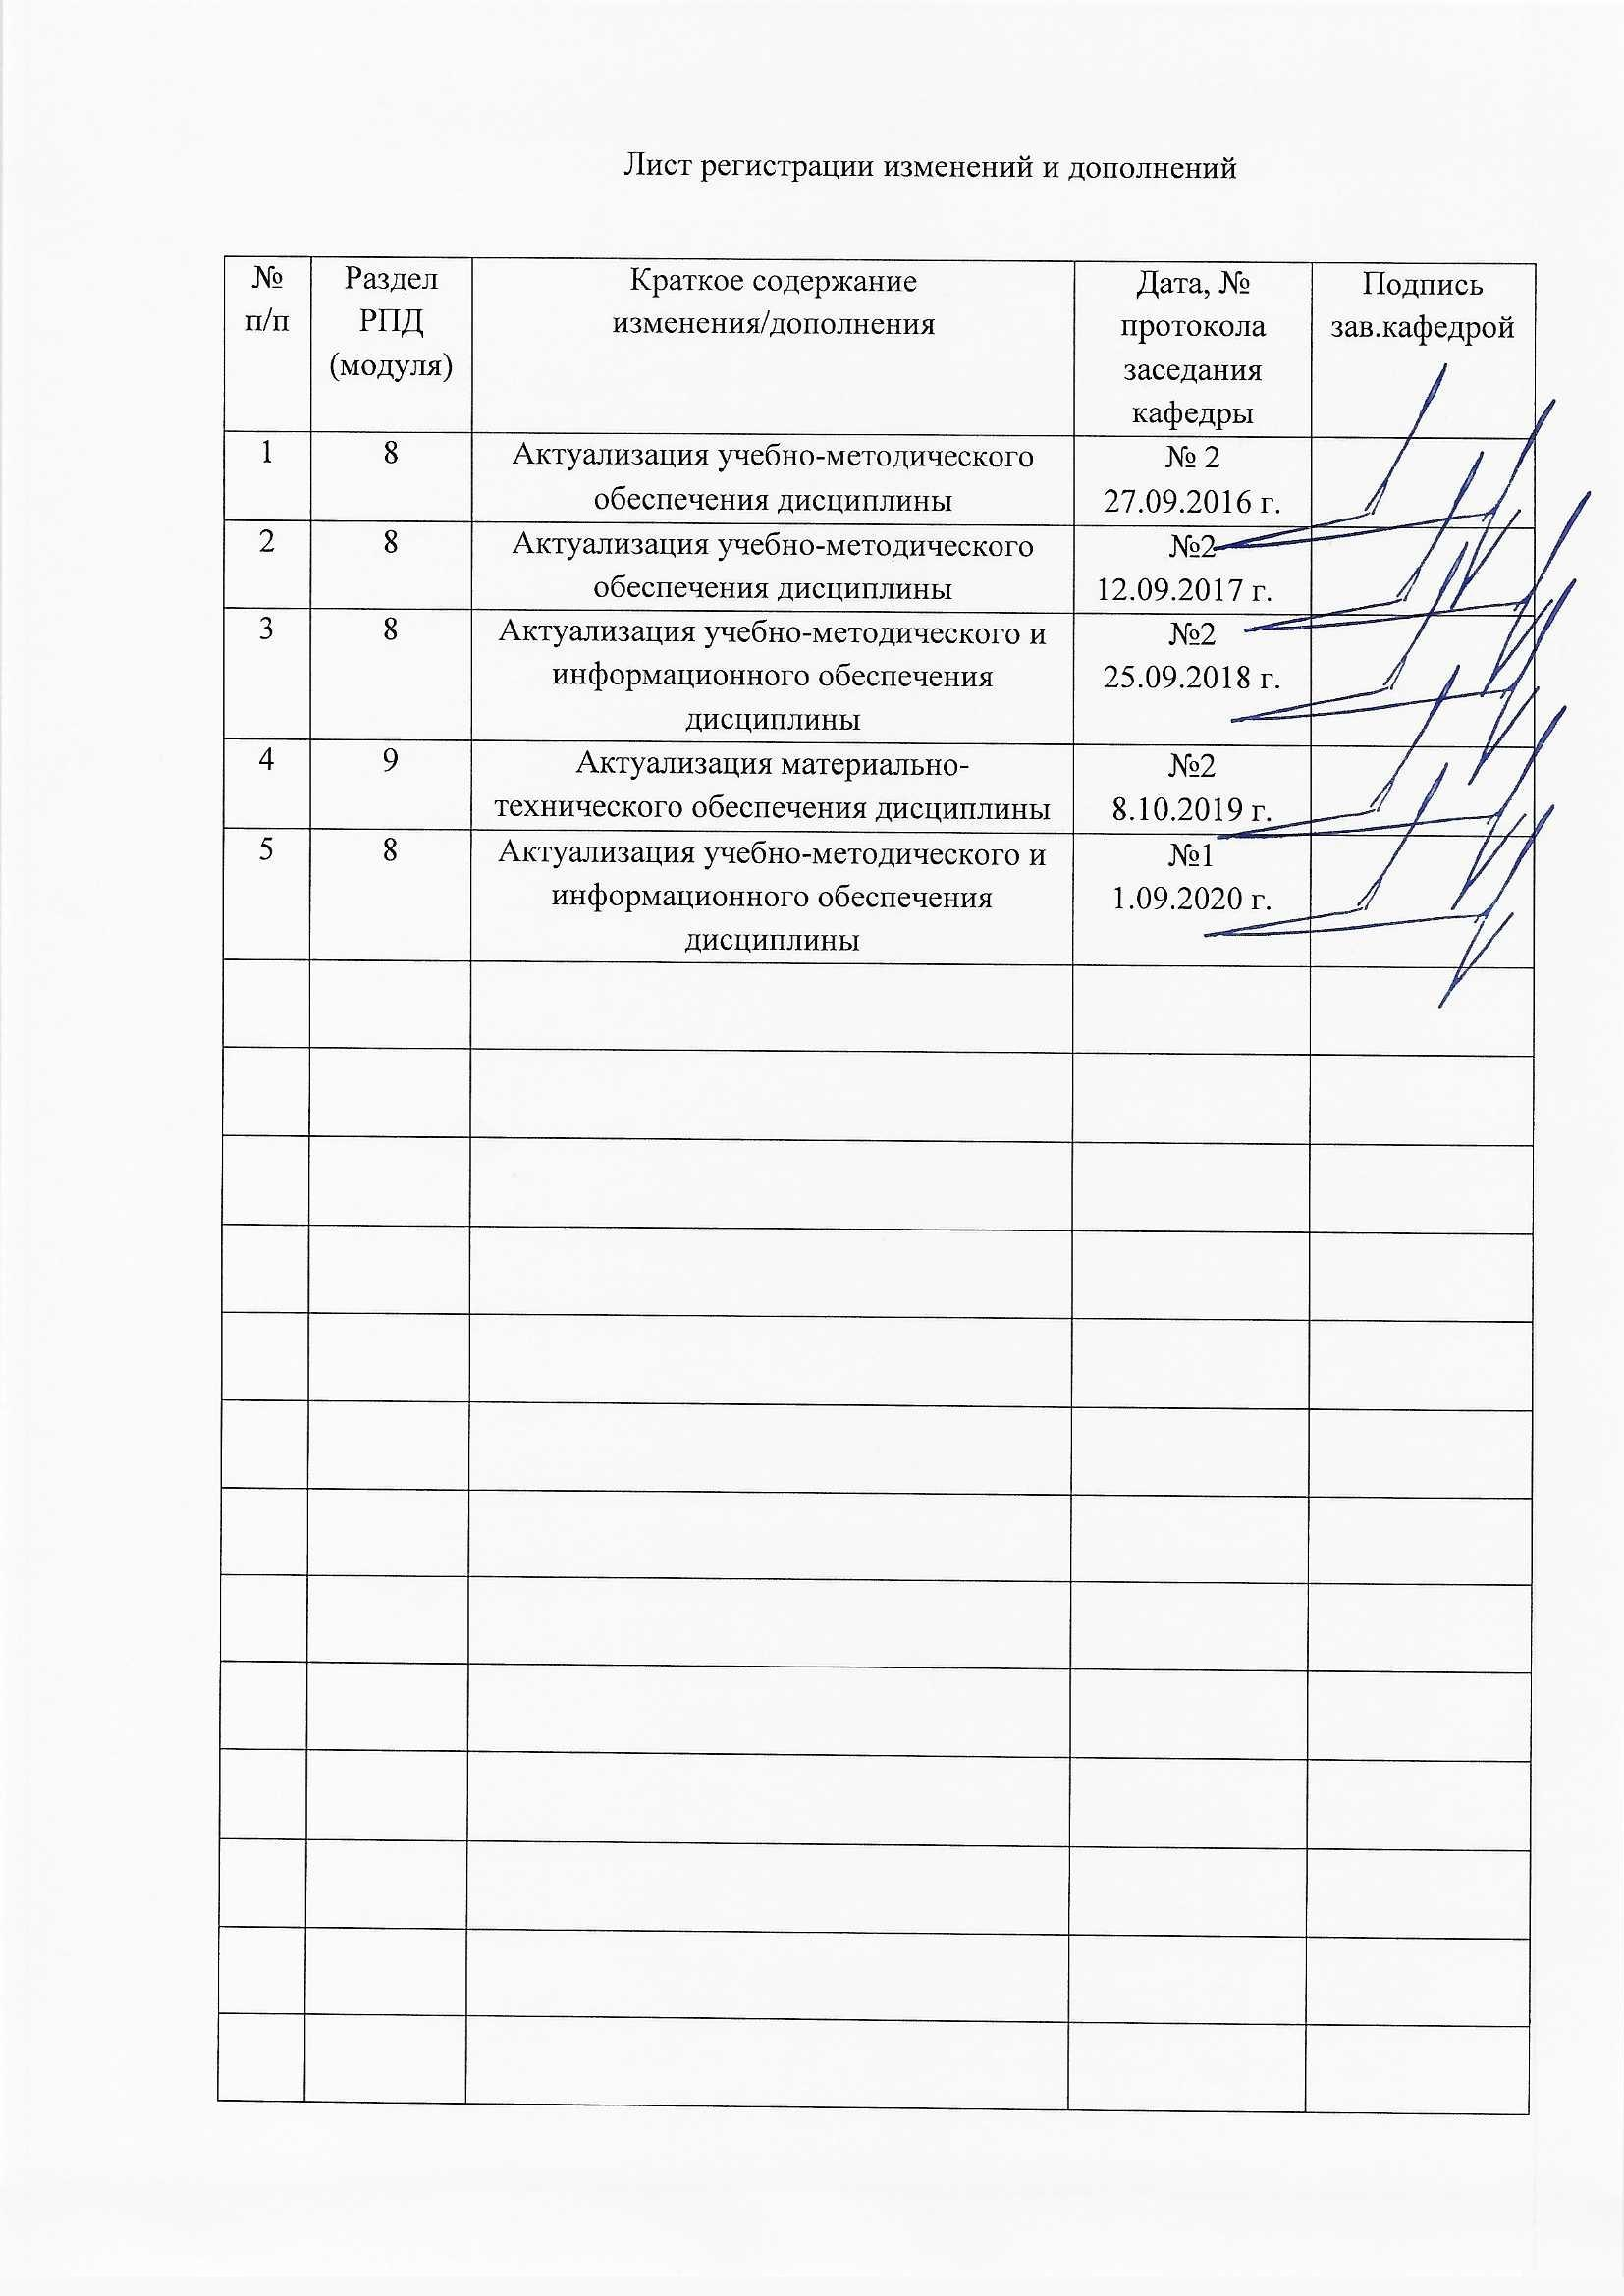 Лист регистрации изменений и дополнений
№
п/п
Раздел
РПД
(модуля)
Краткое содержание
изменения/дополнения
Дата, №
протокола
заседания
кафедры
Подпись
зав.кафедрой
1
8
Актуализация учебно-методического
обеспечения дисциплины
№ 2
27.09.2016 г.
2
8
Актуализация учебно-методического
обеспечения дисциплины
№2
12.09.2017 г.
3
8
Актуализация учебно-методического и
информационного обеспечения
дисциплины
№2
25.09.2018 г.
4
9
Актуализация материально-
технического обеспечения дисциплины
№2
8.10.2019 г.
5
8
Актуализация учебно-методического и
информационного обеспечения
дисциплины
№1
1.09.2020 г.